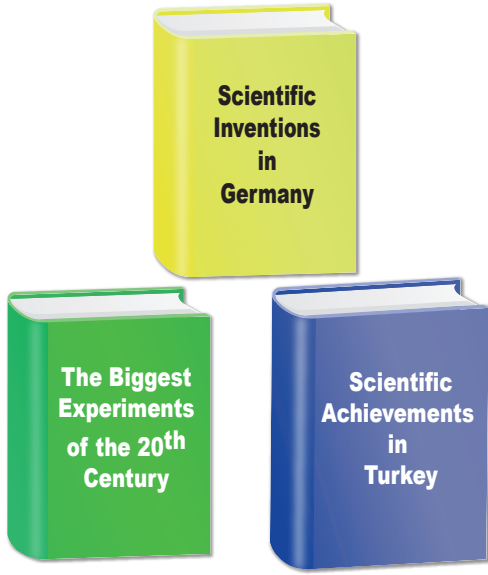 Scientific
Inventions
in
Germany
The Biggest
Experiments
of the 20th
Century
Scientific
Achievements
in
Turkey